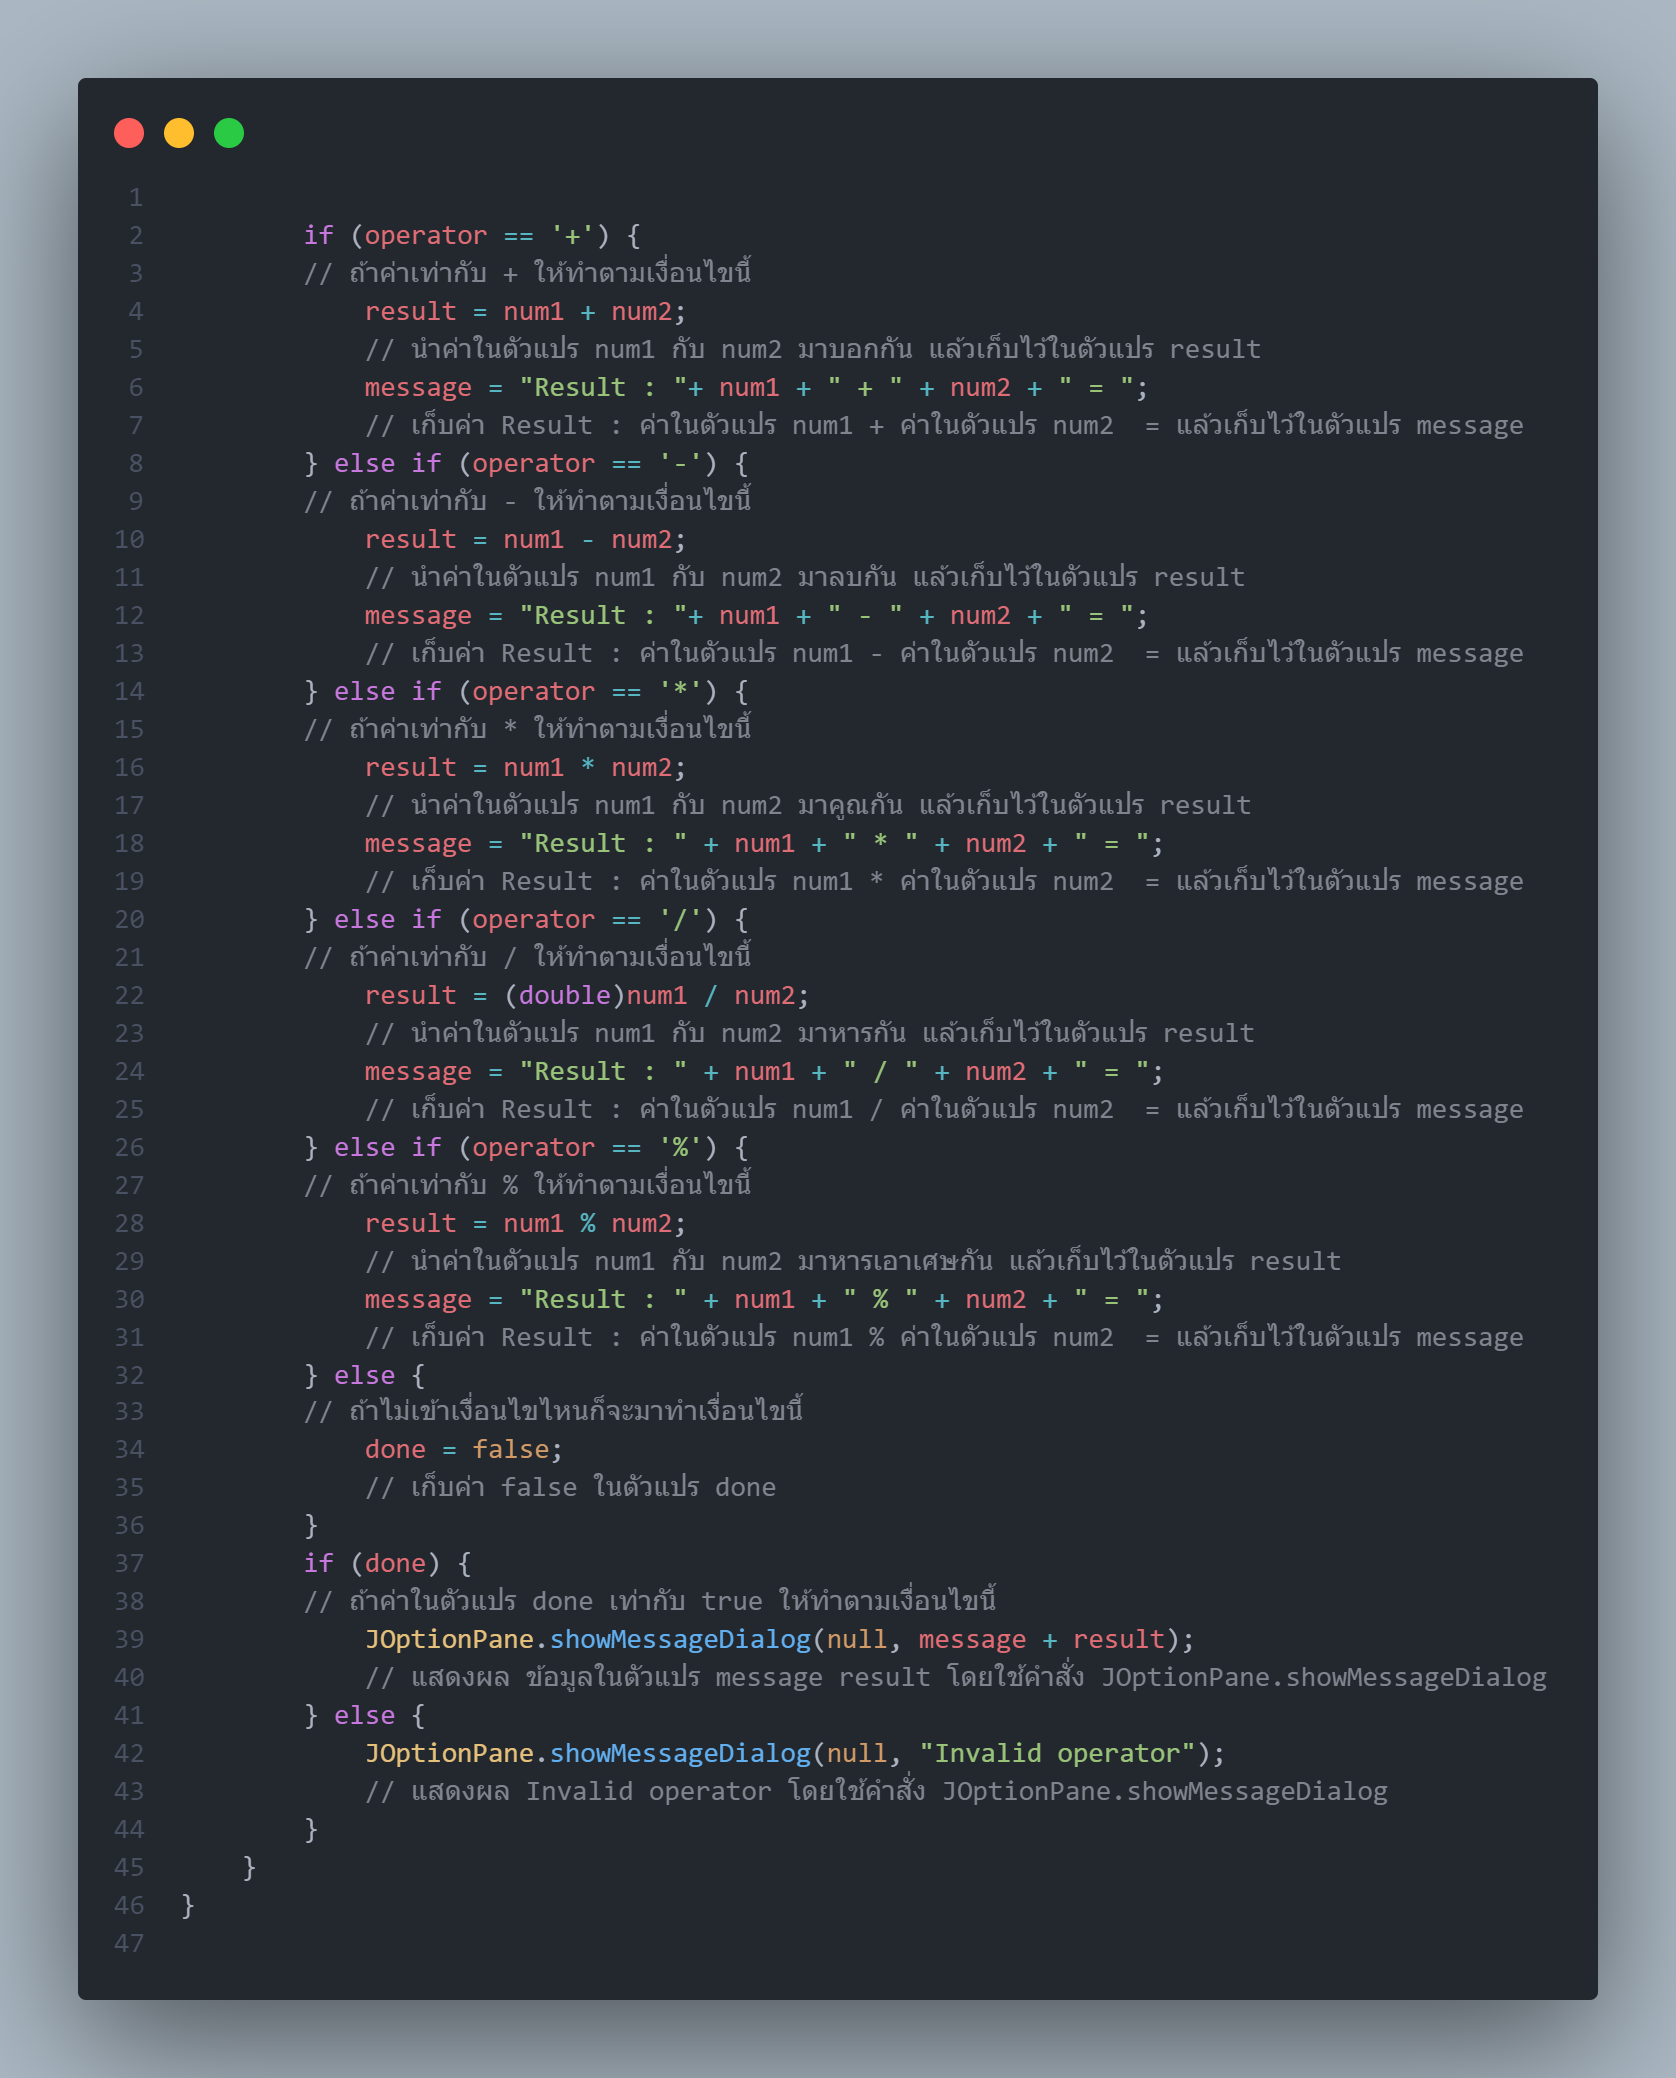 1
2 if (operator == '+') {
3 // ถ้าค่าเท่ากับ + ให้ทำตามเงื่อนไขนี้
4 result = num1 + num2;
5 // นำค่าในตัวแปร num1 กับ num2 มาบอกกัน แล้วเก็บไว้ในตัวแปร result
6 message = "Result : "+ num1 + " + " + num2 + " = ";
7 // เก็บค่า Result : ค่าในตัวแปร num1 + ค่าในตัวแปร num2  = แล้วเก็บไว้ในตัวแปร message
8 } else if (operator == '-') {
9 // ถ้าค่าเท่ากับ - ให้ทำตามเงื่อนไขนี้
10 result = num1 - num2;
11 // นำค่าในตัวแปร num1 กับ num2 มาลบกัน แล้วเก็บไว้ในตัวแปร result
12 message = "Result : "+ num1 + " - " + num2 + " = ";
13 // เก็บค่า Result : ค่าในตัวแปร num1 - ค่าในตัวแปร num2  = แล้วเก็บไว้ในตัวแปร message
14 } else if (operator == '*') {
15 // ถ้าค่าเท่ากับ * ให้ทำตามเงื่อนไขนี้
16 result = num1 * num2;
17 // นำค่าในตัวแปร num1 กับ num2 มาคูณกัน แล้วเก็บไว้ในตัวแปร result
18 message = "Result : " + num1 + " * " + num2 + " = ";
19 // เก็บค่า Result : ค่าในตัวแปร num1 * ค่าในตัวแปร num2  = แล้วเก็บไว้ในตัวแปร message
20 } else if (operator == '/') {
21 // ถ้าค่าเท่ากับ / ให้ทำตามเงื่อนไขนี้
22 result = (double)num1 / num2;
23 // นำค่าในตัวแปร num1 กับ num2 มาหารกัน แล้วเก็บไว้ในตัวแปร result
24 message = "Result : " + num1 + " / " + num2 + " = ";
25 // เก็บค่า Result : ค่าในตัวแปร num1 / ค่าในตัวแปร num2  = แล้วเก็บไว้ในตัวแปร message
26 } else if (operator == '%') {
27 // ถ้าค่าเท่ากับ % ให้ทำตามเงื่อนไขนี้
28 result = num1 % num2;
29 // นำค่าในตัวแปร num1 กับ num2 มาหารเอาเศษกัน แล้วเก็บไว้ในตัวแปร result
30 message = "Result : " + num1 + " % " + num2 + " = ";
31 // เก็บค่า Result : ค่าในตัวแปร num1 % ค่าในตัวแปร num2  = แล้วเก็บไว้ในตัวแปร message
32 } else {
33 // ถ้าไม่เข้าเงื่อนไขไหนก็จะมาทำเงื่อนไขนี้
34 done = false;
35 // เก็บค่า false ในตัวแปร done
36 }
37 if (done) {
38 // ถ้าค่าในตัวแปร done เท่ากับ true ให้ทำตามเงื่อนไขนี้
39 JOptionPane.showMessageDialog(null, message + result);
40 // แสดงผล ข้อมูลในตัวแปร message result โดยใช้คำสั่ง JOptionPane.showMessageDialog
41 } else {
42 JOptionPane.showMessageDialog(null, "Invalid operator");
43 // แสดงผล Invalid operator โดยใช้คำสั่ง JOptionPane.showMessageDialog
44 }
45 }
46 }
47